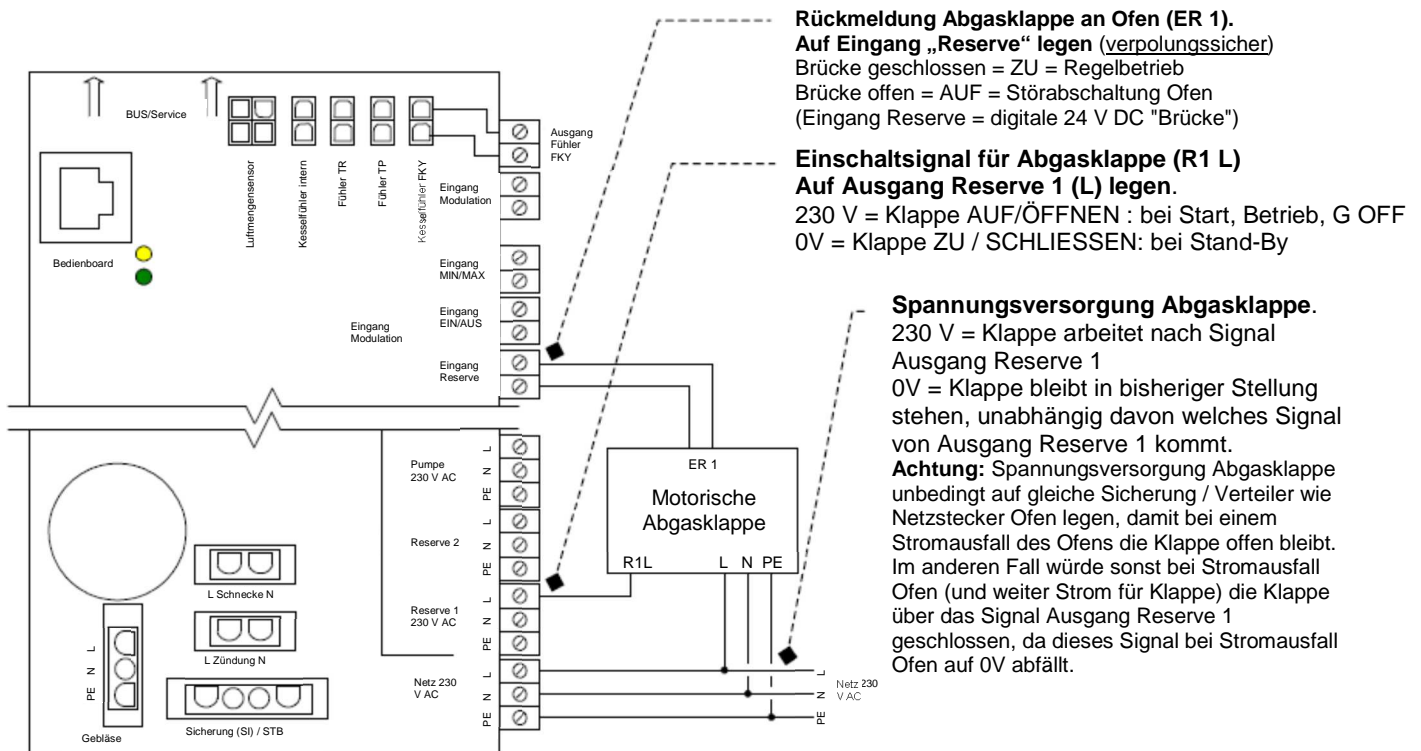 Rückmeldung Abgasklappe an Ofen (ER 1).
Auf Eingang „Reserve“ legen (verpolungssicher)
Brücke geschlossen = ZU = Regelbetrieb
Brücke offen = AUF = Störabschaltung Ofen
(Eingang Reserve = digitale 24 V DC "Brücke")
Einschaltsignal für Abgasklappe (R1 L)
Auf Ausgang Reserve 1 (L) legen.
230 V = Klappe AUF/ÖFFNEN : bei Start, Betrieb, G OFF
0V = Klappe ZU / SCHLIESSEN: bei Stand-By
Spannungsversorgung Abgasklappe.
230 V = Klappe arbeitet nach Signal
Ausgang Reserve 1
0V = Klappe bleibt in bisheriger Stellung
stehen, unabhängig davon welches Signal
von Ausgang Reserve 1 kommt.
Achtung: Spannungsversorgung Abgasklappe
unbedingt auf gleiche Sicherung / Verteiler wie
Netzstecker Ofen legen, damit bei einem
Stromausfall des Ofens die Klappe offen bleibt.
Im anderen Fall würde sonst bei Stromausfall
Ofen (und weiter Strom für Klappe) die Klappe
über das Signal Ausgang Reserve 1
geschlossen, da dieses Signal bei Stromausfall
Ofen auf 0V abfällt.
BUS/Service
Bedienboard
Luftmengensensor
Kesselfühler intern
Fühler TR
Fühler TP
Kesselfühler FKY
Ausgang
Fühler
FKY
Eingang
Modulation
Eingang
MIN/MAX
Eingang
EIN/AUS
Eingang
Modulation
Eingang
Reserve
Pumpe
230 V AC
L
N
PE
Reserve 2
L
N
PE
Reserve 1
230 V AC
L
N
PE
Netz 230
V AC
L
N
PE
ER 1
Motorische
Abgasklappe
R1L L N PE
L
N
PE
Netz 230
V AC
L Schnecke N
L Zündung N
Sicherung (SI) / STB
L
N
PE
Gebläse